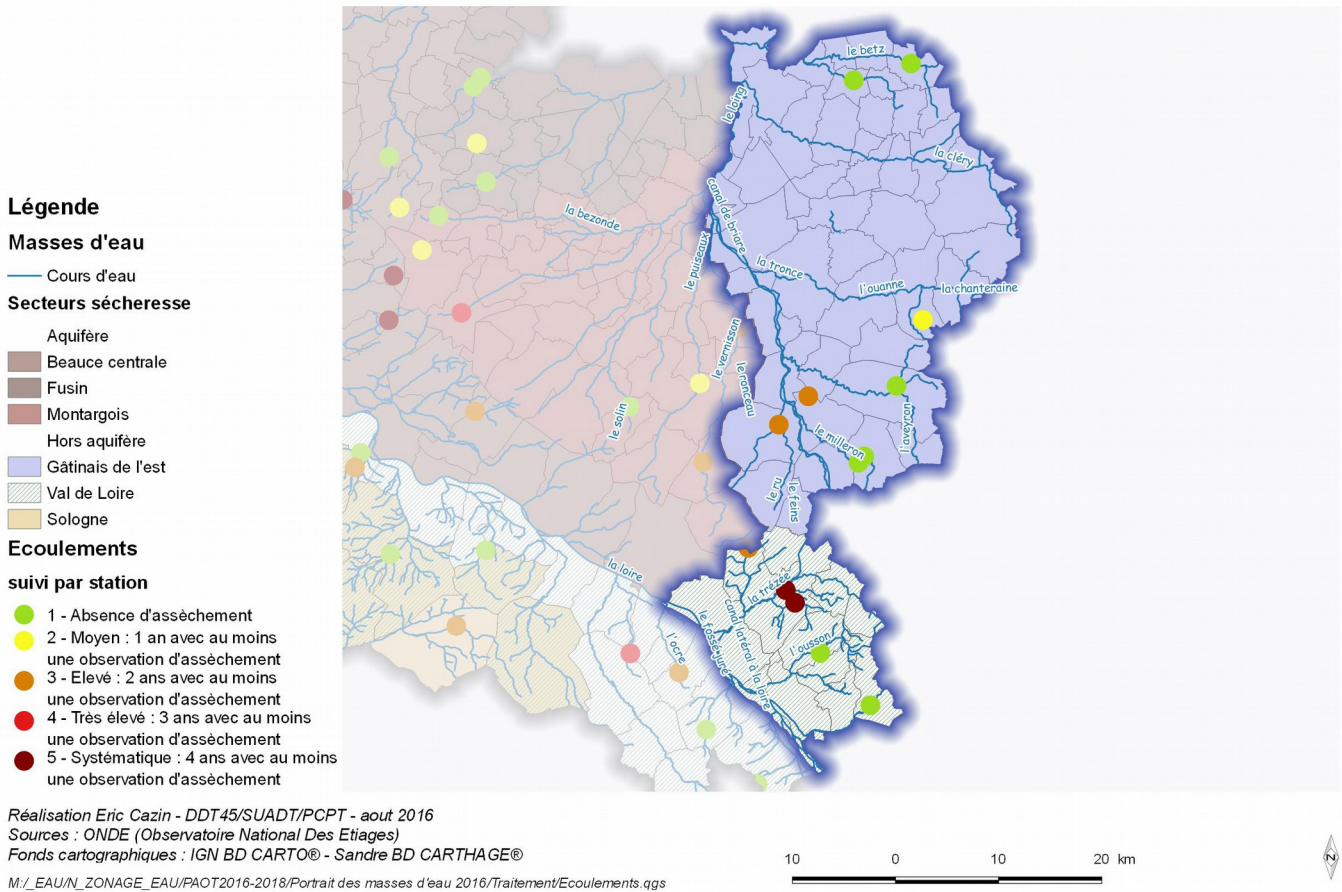 Légende
Masses d'eau
Cours d'eau
Secteurs sécheresse
Aquifère
Beauce centrale
Fusin
Montargois
Hors aquifère
Gâtinais de l'est
Val de Loire
Sologne
Ecoulements
suivi par station
1 - Absence d'assèchement
2 - Moyen : 1 an avec au moins
une observation d'assèchement
3 - Elevé : 2 ans avec au moins
une observation d'assèchement
4 - Très élevé : 3 ans avec au moins
une observation d'assèchement
5 - Systématique : 4 ans avec au moins
une observation d'assèchement
le betz
le loing
la cléry
canal de briare
la bezonde
le puiseaux
la tronce
l'ouanne
la chanteraine
le vernisson
le ronceau
le solin
l'aveyron
le milleron
le ru
le feins
la loire
la trézée
le fossé juré
canal latéral à la loire
l'ocre
l'ousson
Réalisation Eric Cazin - DDT45/SUADT/PCPT - aout 2016
Sources : ONDE (Observatoire National Des Etiages)
Fonds cartographiques : IGN BD CARTO® - Sandre BD CARTHAGE®
M:/_EAU/N_ZONAGE_EAU/PAOT2016-2018/Portrait des masses d'eau 2016/Traitement/Ecoulements.qgs
10 0 10 20 km
N